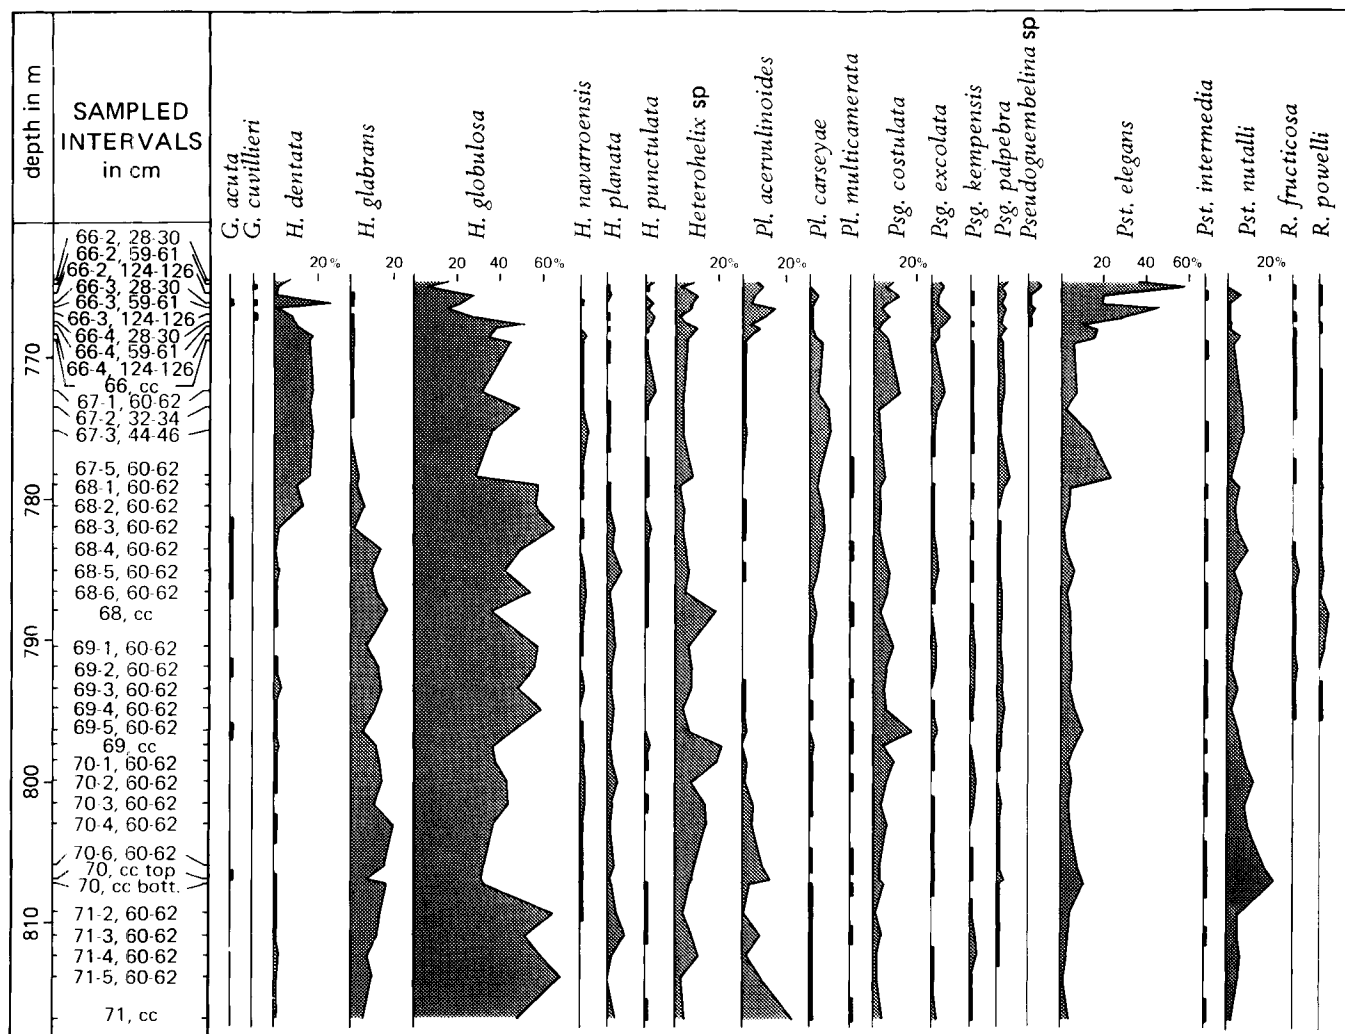 depth in m
SAMPLED
INTERVALS
in cm
G. acuta
G. cuvillieri
H. dentata
H. glabrans
H. globulosa
H. navarroensis
H. planata
H. punctulata
Heterohelix sp
Pl. acervulinoides
Pl. carseyae
Pl. multicamerata
Psg. costulata
Psg. excolata
Psg. kempensis
Psg. palpebra
Pseudoguembelina sp
Pst. elegans
Pst. intermedia
Pst. nutalli
R. fructicosa
R. powelli
20% 20 20 40 60% 20% 20% 20% 20 40 60% 20%
66-2, 28-30
66-2, 59-61
66-2, 124-126
66-3, 28-30
66-3, 59-61
66-3, 124-126
66-4, 28-30
66-4, 59-61
66-4, 124-126
66, cc
67-1, 60-62
67-2, 32-34
67-3, 44-46
67-5, 60-62
68-1, 60-62
68-2, 60-62
68-3, 60-62
68-4, 60-62
68-5, 60-62
68-6, 60-62
68, cc
69-1, 60-62
69-2, 60-62
69-3, 60-62
69-4, 60-62
69-5, 60-62
69, cc
70-1, 60-62
70-2, 60-62
70-3, 60-62
70-4, 60-62
70-6, 60-62
70, cc top
70, cc bott.
71-2, 60-62
71-3, 60-62
71-4, 60-62
71-5, 60-62
71, cc
770
780
790
800
810